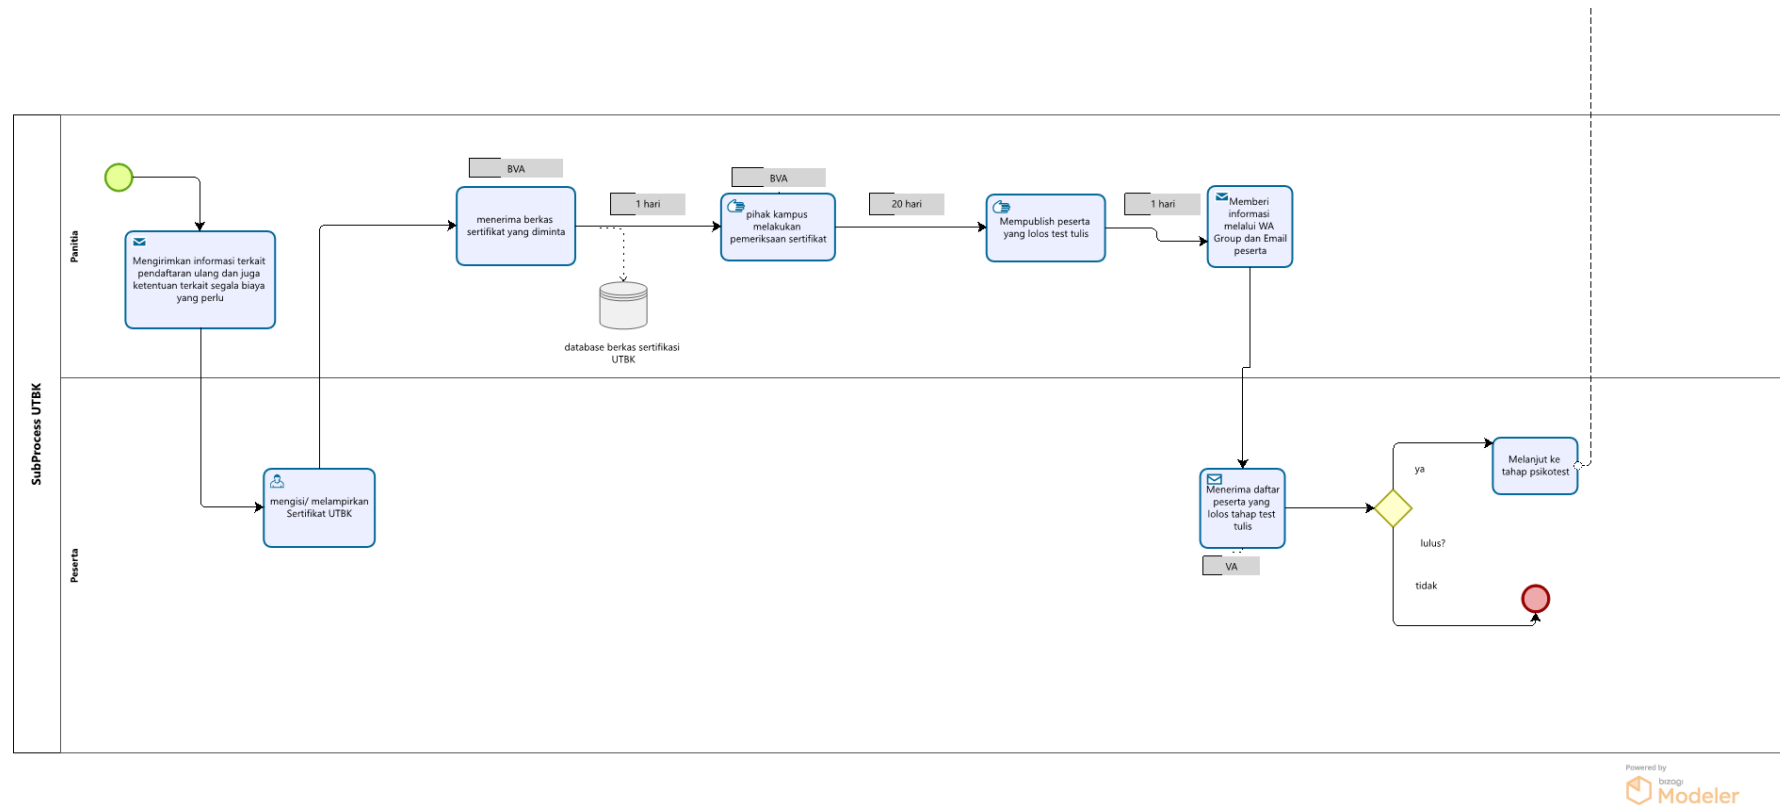 SubProcess UTBK
Panitia
Mengirimkan informasi terkait
pendaftaran ulang dan juga
ketentuan terkait segala biaya
yang perlu
BVA
menerima berkas
sertifikat yang diminta
1 hari
database berkas sertifikasi
UTBK
BVA
pihak kampus
melakukan
pemeriksaan sertifikat
20 hari
Mempublish peserta
yang lolos test tulis
1 hari
Memberi
informasi
melalui WA
Group dan Email
peserta
Peserta
mengisi/ melampirkan
Sertifikat UTBK
Menerima daftar
peserta yang
lolos tahap test
tulis
VA
ya
lulus?
tidak
Melanjut ke
tahap psikotest
Powered by
bizagi
Modeler